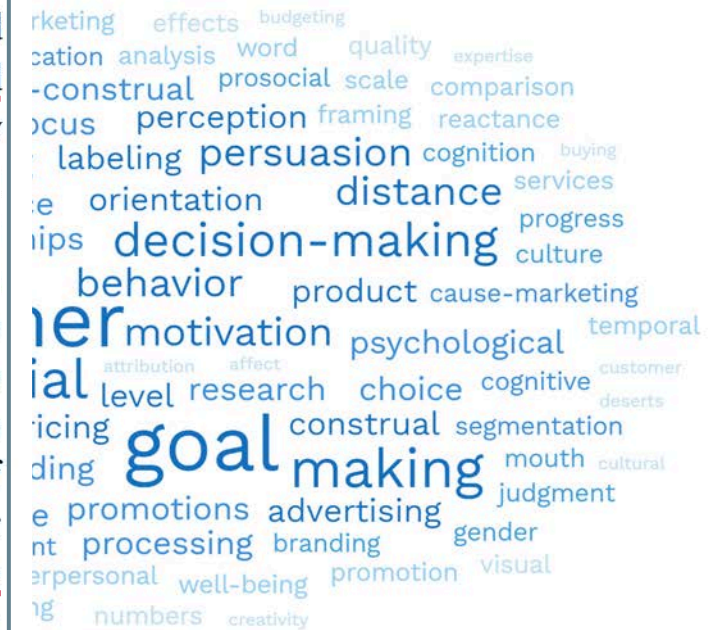 rketing effects budgeting
cation analysis word quality expertise
-construal prosocial scale comparison
ocus perception framing reactance
labeling persuasion cognition buying
e orientation distance services
ips decision-making progress
culture
behavior product cause-marketing
er motivation psychological temporal
ial attribution affect customer
level research choice cognitive deserts
ricing goal construal segmentation
ding making mouth cultural
judgment
e promotions advertising
nt processing branding gender
erpersonal well-being promotion visual
ng numbers creativity